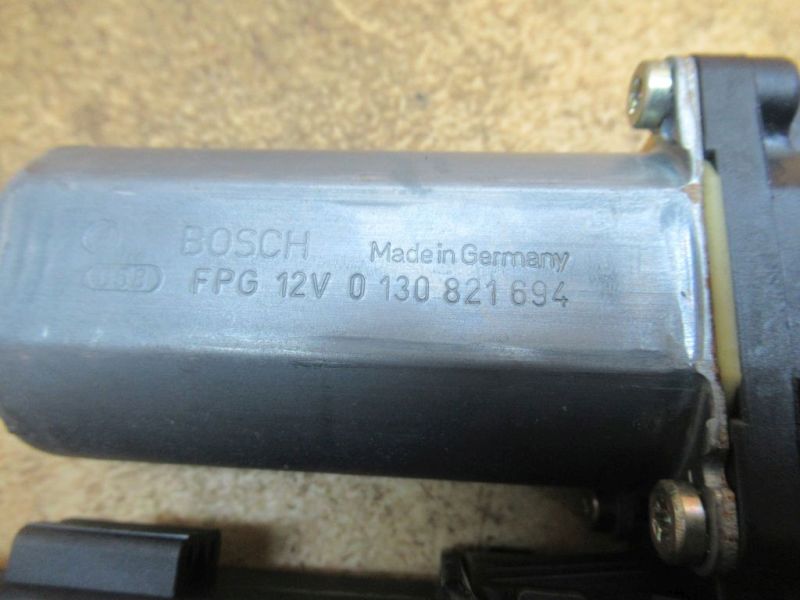 BOSCH Made in Germany
FPG 12V 0 130 821 694